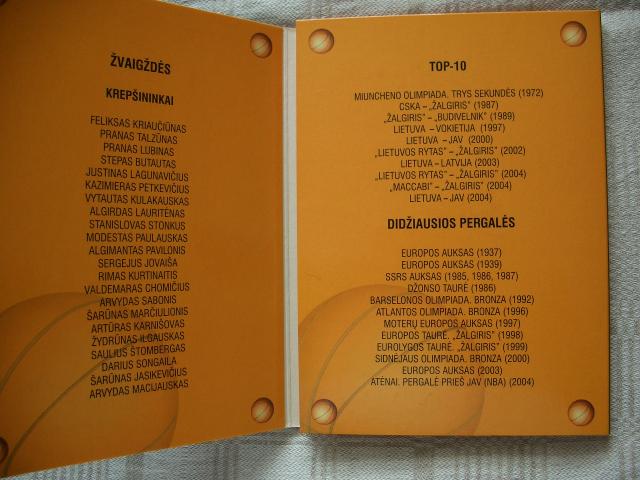 ŽVAIGŽDĖS
KREPŠININKAI
FELIKSAS KRIAUČIŪNAS
PRANAS TALZŪNAS
PRANAS LUBINAS
STEPAS BUTAUTAS
JUSTINAS LAGUNAVIČIUS
KAZIMIERAS PETKEVIČIUS
VYTAUTAS KULAKAUSKAS
ALGIRDAS LAURITĖNAS
STANISLOVAS STONKUS
MODESTAS PAULAUSKAS
ALGIMANTAS PAVILONIS
SERGEJUS JOVAIŠA
RIMAS KURTINAITIS
VALDEMARAS CHOMIČIUS
ARVYDAS SABONIS
ŠARŪNAS MARČIULIONIS
ARTŪRAS KARNIŠOVAS
ŽYDRŪNAS ILGAUSKAS
SAULIUS ŠTOMBERGAS
DARIUS SONGAILA
ŠARŪNAS JASIKEVIČIUS
ARVYDAS MACIJAUSKAS
TOP-10
MIUNCHENO OLIMPIADA. TRYS SEKUNDĖS (1972)
CSKA – „ŽALGIRIS" (1987)
„ŽALGIRIS" – „BUDIVELNIK" (1989)
LIETUVA – VOKIETIJA (1997)
LIETUVA – JAV (2000)
„LIETUVOS RYTAS" – „ŽALGIRIS" (2002)
LIETUVA – LATVIJA (2003)
„LIETUVOS RYTAS" – „ŽALGIRIS" (2004)
„MACCABI" – „ŽALGIRIS" (2004)
LIETUVA – JAV (2004)
DIDŽIAUSIOS PERGALĖS
EUROPOS AUKSAS (1937)
EUROPOS AUKSAS (1939)
SSRS AUKSAS (1985, 1986, 1987)
DŽONSO TAURĖ (1986)
BARSELONOS OLIMPIADA. BRONZA (1992)
ATLANTOS OLIMPIADA. BRONZA (1996)
MOTERŲ EUROPOS AUKSAS (1997)
EUROPOS TAURĖ. „ŽALGIRIS" (1998)
EUROLYGOS TAURĖ. „ŽALGIRIS" (1999)
SIDNĖJAUS OLIMPIADA. BRONZA (2000)
EUROPOS AUKSAS (2003)
ATĖNAI. PERGALĖ PRIEŠ JAV (NBA) (2004)